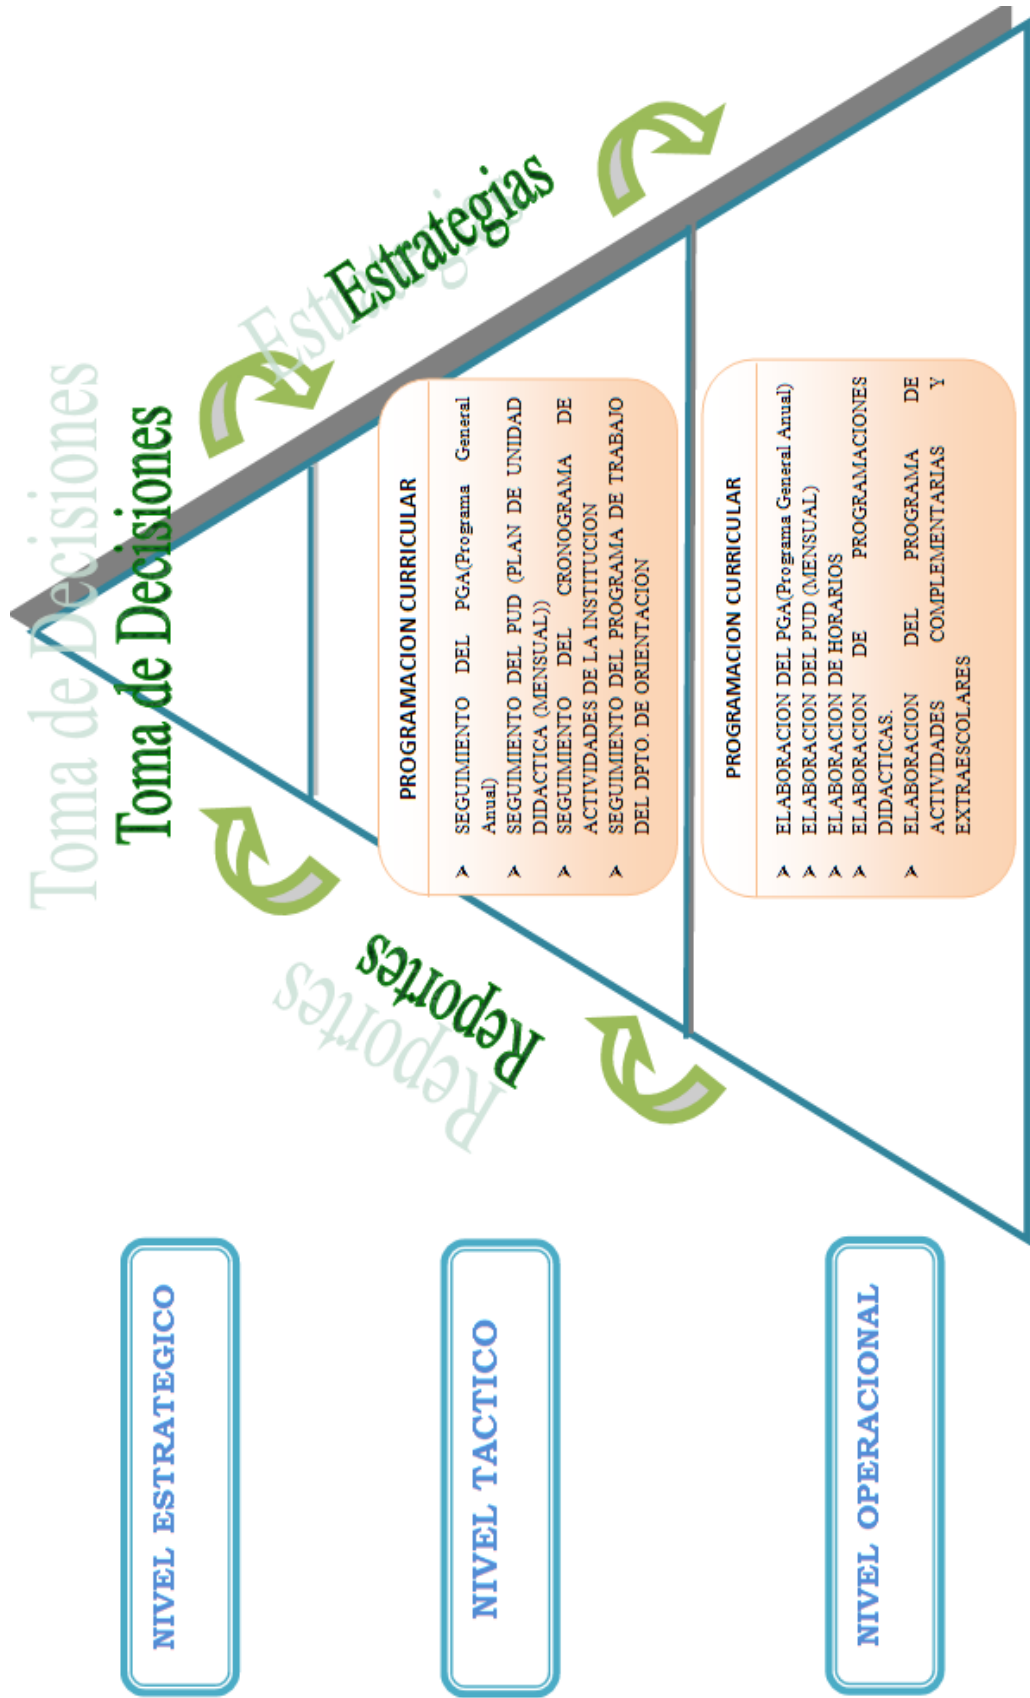 Toma de Decisiones
Toma de Decisiones
NIVEL ESTRATEGICO
Reportes
Reportes
Estrategias
Estrategias
NIVEL TACTICO
PROGRAMACION CURRICULAR
➤ SEGUIMIENTO DEL PGA(Programa General
Anual)
➤ SEGUIMIENTO DEL PUD (PLAN DE UNIDAD
DIDACTICA (MENSUAL))
➤ SEGUIMIENTO DEL CRONOGRAMA DE
ACTIVIDADES DE LA INSTITUCION
➤ SEGUIMIENTO DEL PROGRAMA DE TRABAJO
DEL DPTO. DE ORIENTACION
NIVEL OPERACIONAL
PROGRAMACION CURRICULAR
➤ ELABORACION DEL PGA(Programa General Anual)
➤ ELABORACION DEL PUD (MENSUAL)
➤ ELABORACION DE HORARIOS
➤ ELABORACION DE PROGRAMACIONES
DIDACTICAS.
➤ ELABORACION DEL PROGRAMA DE
ACTIVIDADES COMPLEMENTARIAS Y
EXTRAESCOLARES